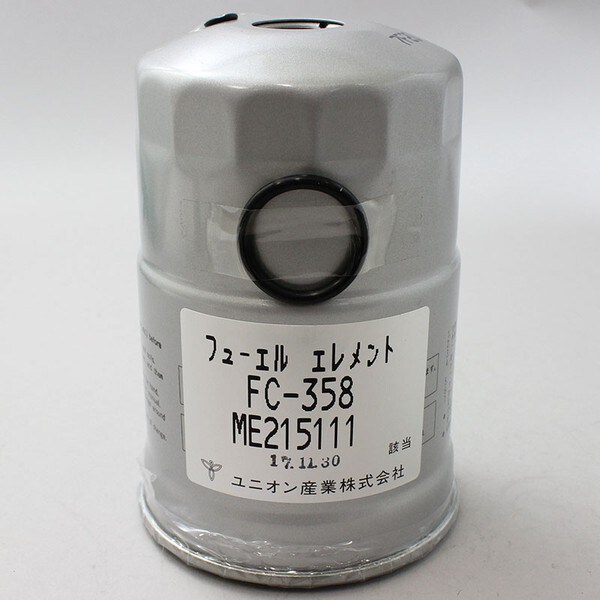 フューエル エレメント
FC-358
ME215111
該当
17.11.30
ユニオン産業株式会社